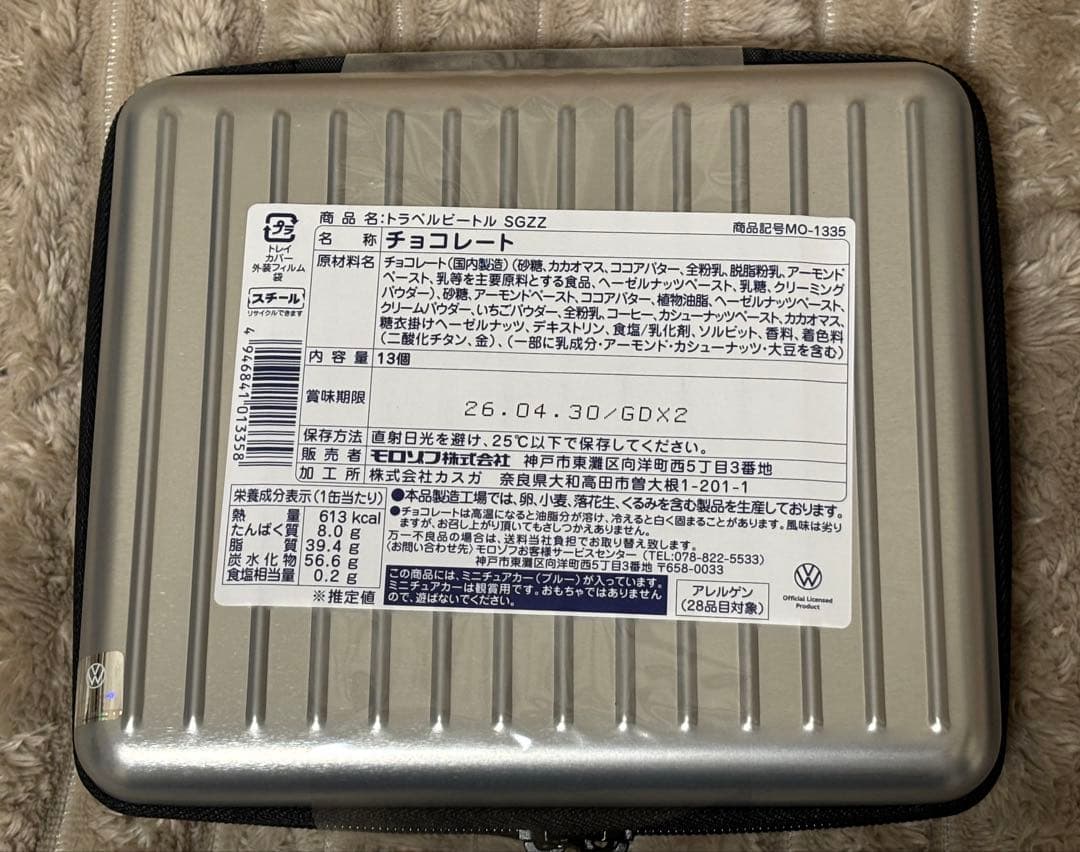 商品名:トラベルビートル SGZZ
商品記号MO-1335
プラ
トレイ
カバー
外装フィルム
袋
スチール
リサイクルできます
4 946841 013358
名称 チョコレート
原材料名 チョコレート(国内製造)(砂糖、カカオマス、ココアバター、全粉乳、脱脂粉乳、アーモンド
ペースト、乳等を主要原料とする食品、ヘーゼルナッツペースト、乳糖、クリーミング
パウダー)、砂糖、アーモンドペースト、ココアバター、植物油脂、ヘーゼルナッツペースト、
クリームパウダー、いちごパウダー、全粉乳、コーヒー、カシューナッツペースト、カカオマス、
糖衣掛けヘーゼルナッツ、デキストリン、食塩/乳化剤、ソルビット、香料、着色料
(二酸化チタン、金)、(一部に乳成分・アーモンド・カシューナッツ・大豆を含む)
内容量 13個
賞味期限 26.04.30/GDX2
保存方法 直射日光を避け、25℃以下で保存してください。
販売者 モロゾフ株式会社 神戸市東灘区向洋町西5丁目3番地
加工所 株式会社カスガ 奈良県大和高田市曽大根1-201-1
栄養成分表示(1缶当たり)
熱量 613 kcal
たんぱく質 8.0 g
脂質 39.4 g
炭水化物 56.6 g
食塩相当量 0.2 g
※推定値
●本品製造工場では、卵、小麦、落花生、くるみを含む製品を生産しております。
●チョコレートは高温になると油脂分が溶け、冷えると白く固まることがあります。風味は劣り
ますが、お召し上がり頂いてもさしつかえありません。
万一不良品の場合は、送料当社負担でお取り替え致します。
〈お問い合わせ先〉モロゾフお客様サービスセンター(TEL:078-822-5533)
神戸市東灘区向洋町西5丁目3番地 〒658-0033
この商品には、ミニチュアカー(ブルー)が入っています。
ミニチュアカーは観賞用です。おもちゃではありません
ので、遊ばないでください。
アレルゲン
(28品目対象)
Official Licensed
Product